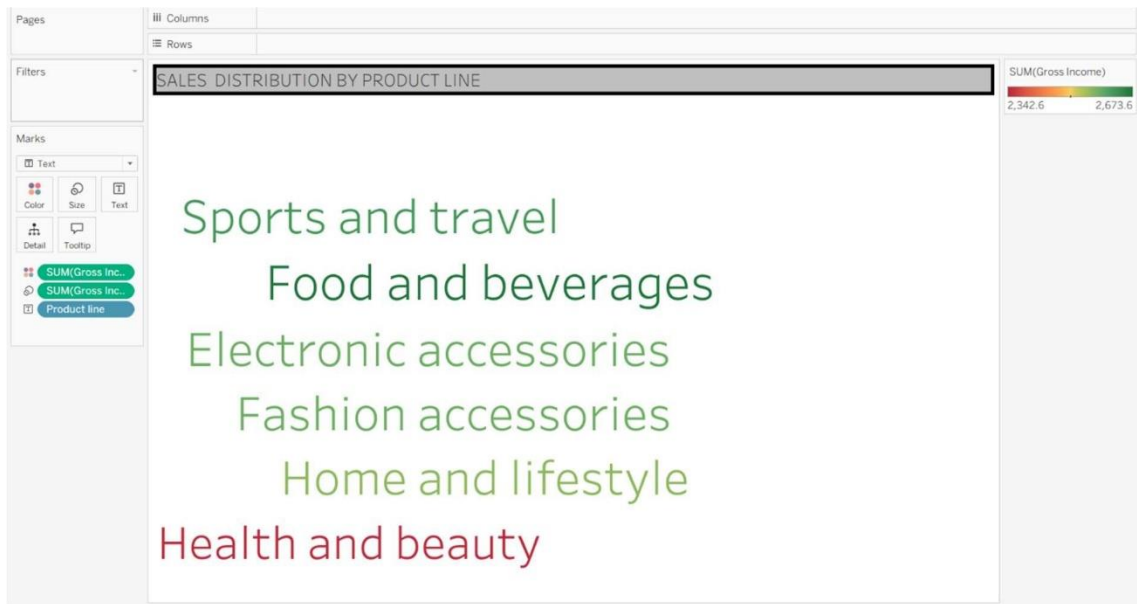 Pages
Columns
Rows
Filters
SALES DISTRIBUTION BY PRODUCT LINE
SUM(Gross Income)
2,342.6 2,673.6
Marks
Text
Color Size Text
Detail Tooltip
SUM(Gross Inc..
SUM(Gross Inc..
Product line
Sports and travel
Food and beverages
Electronic accessories
Fashion accessories
Home and lifestyle
Health and beauty